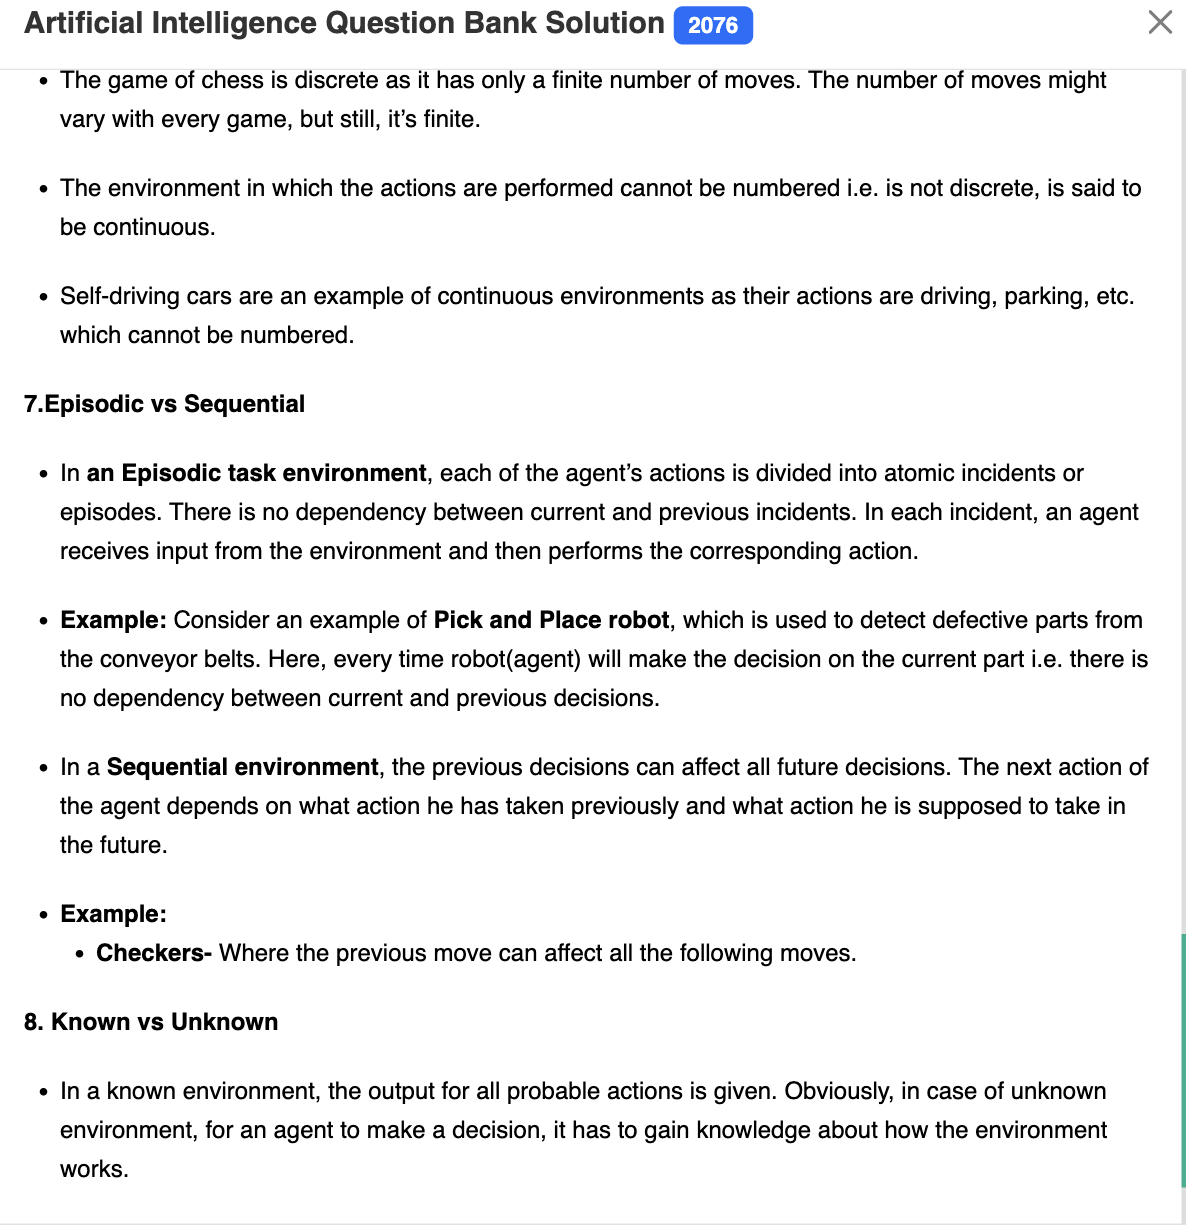 Artificial Intelligence Question Bank Solution 2076
• The game of chess is discrete as it has only a finite number of moves. The number of moves might
vary with every game, but still, it’s finite.
• The environment in which the actions are performed cannot be numbered i.e. is not discrete, is said to
be continuous.
• Self-driving cars are an example of continuous environments as their actions are driving, parking, etc.
which cannot be numbered.
7.Episodic vs Sequential
• In an Episodic task environment, each of the agent’s actions is divided into atomic incidents or
episodes. There is no dependency between current and previous incidents. In each incident, an agent
receives input from the environment and then performs the corresponding action.
• Example: Consider an example of Pick and Place robot, which is used to detect defective parts from
the conveyor belts. Here, every time robot(agent) will make the decision on the current part i.e. there is
no dependency between current and previous decisions.
• In a Sequential environment, the previous decisions can affect all future decisions. The next action of
the agent depends on what action he has taken previously and what action he is supposed to take in
the future.
• Example:
• Checkers- Where the previous move can affect all the following moves.
8. Known vs Unknown
• In a known environment, the output for all probable actions is given. Obviously, in case of unknown
environment, for an agent to make a decision, it has to gain knowledge about how the environment
works.